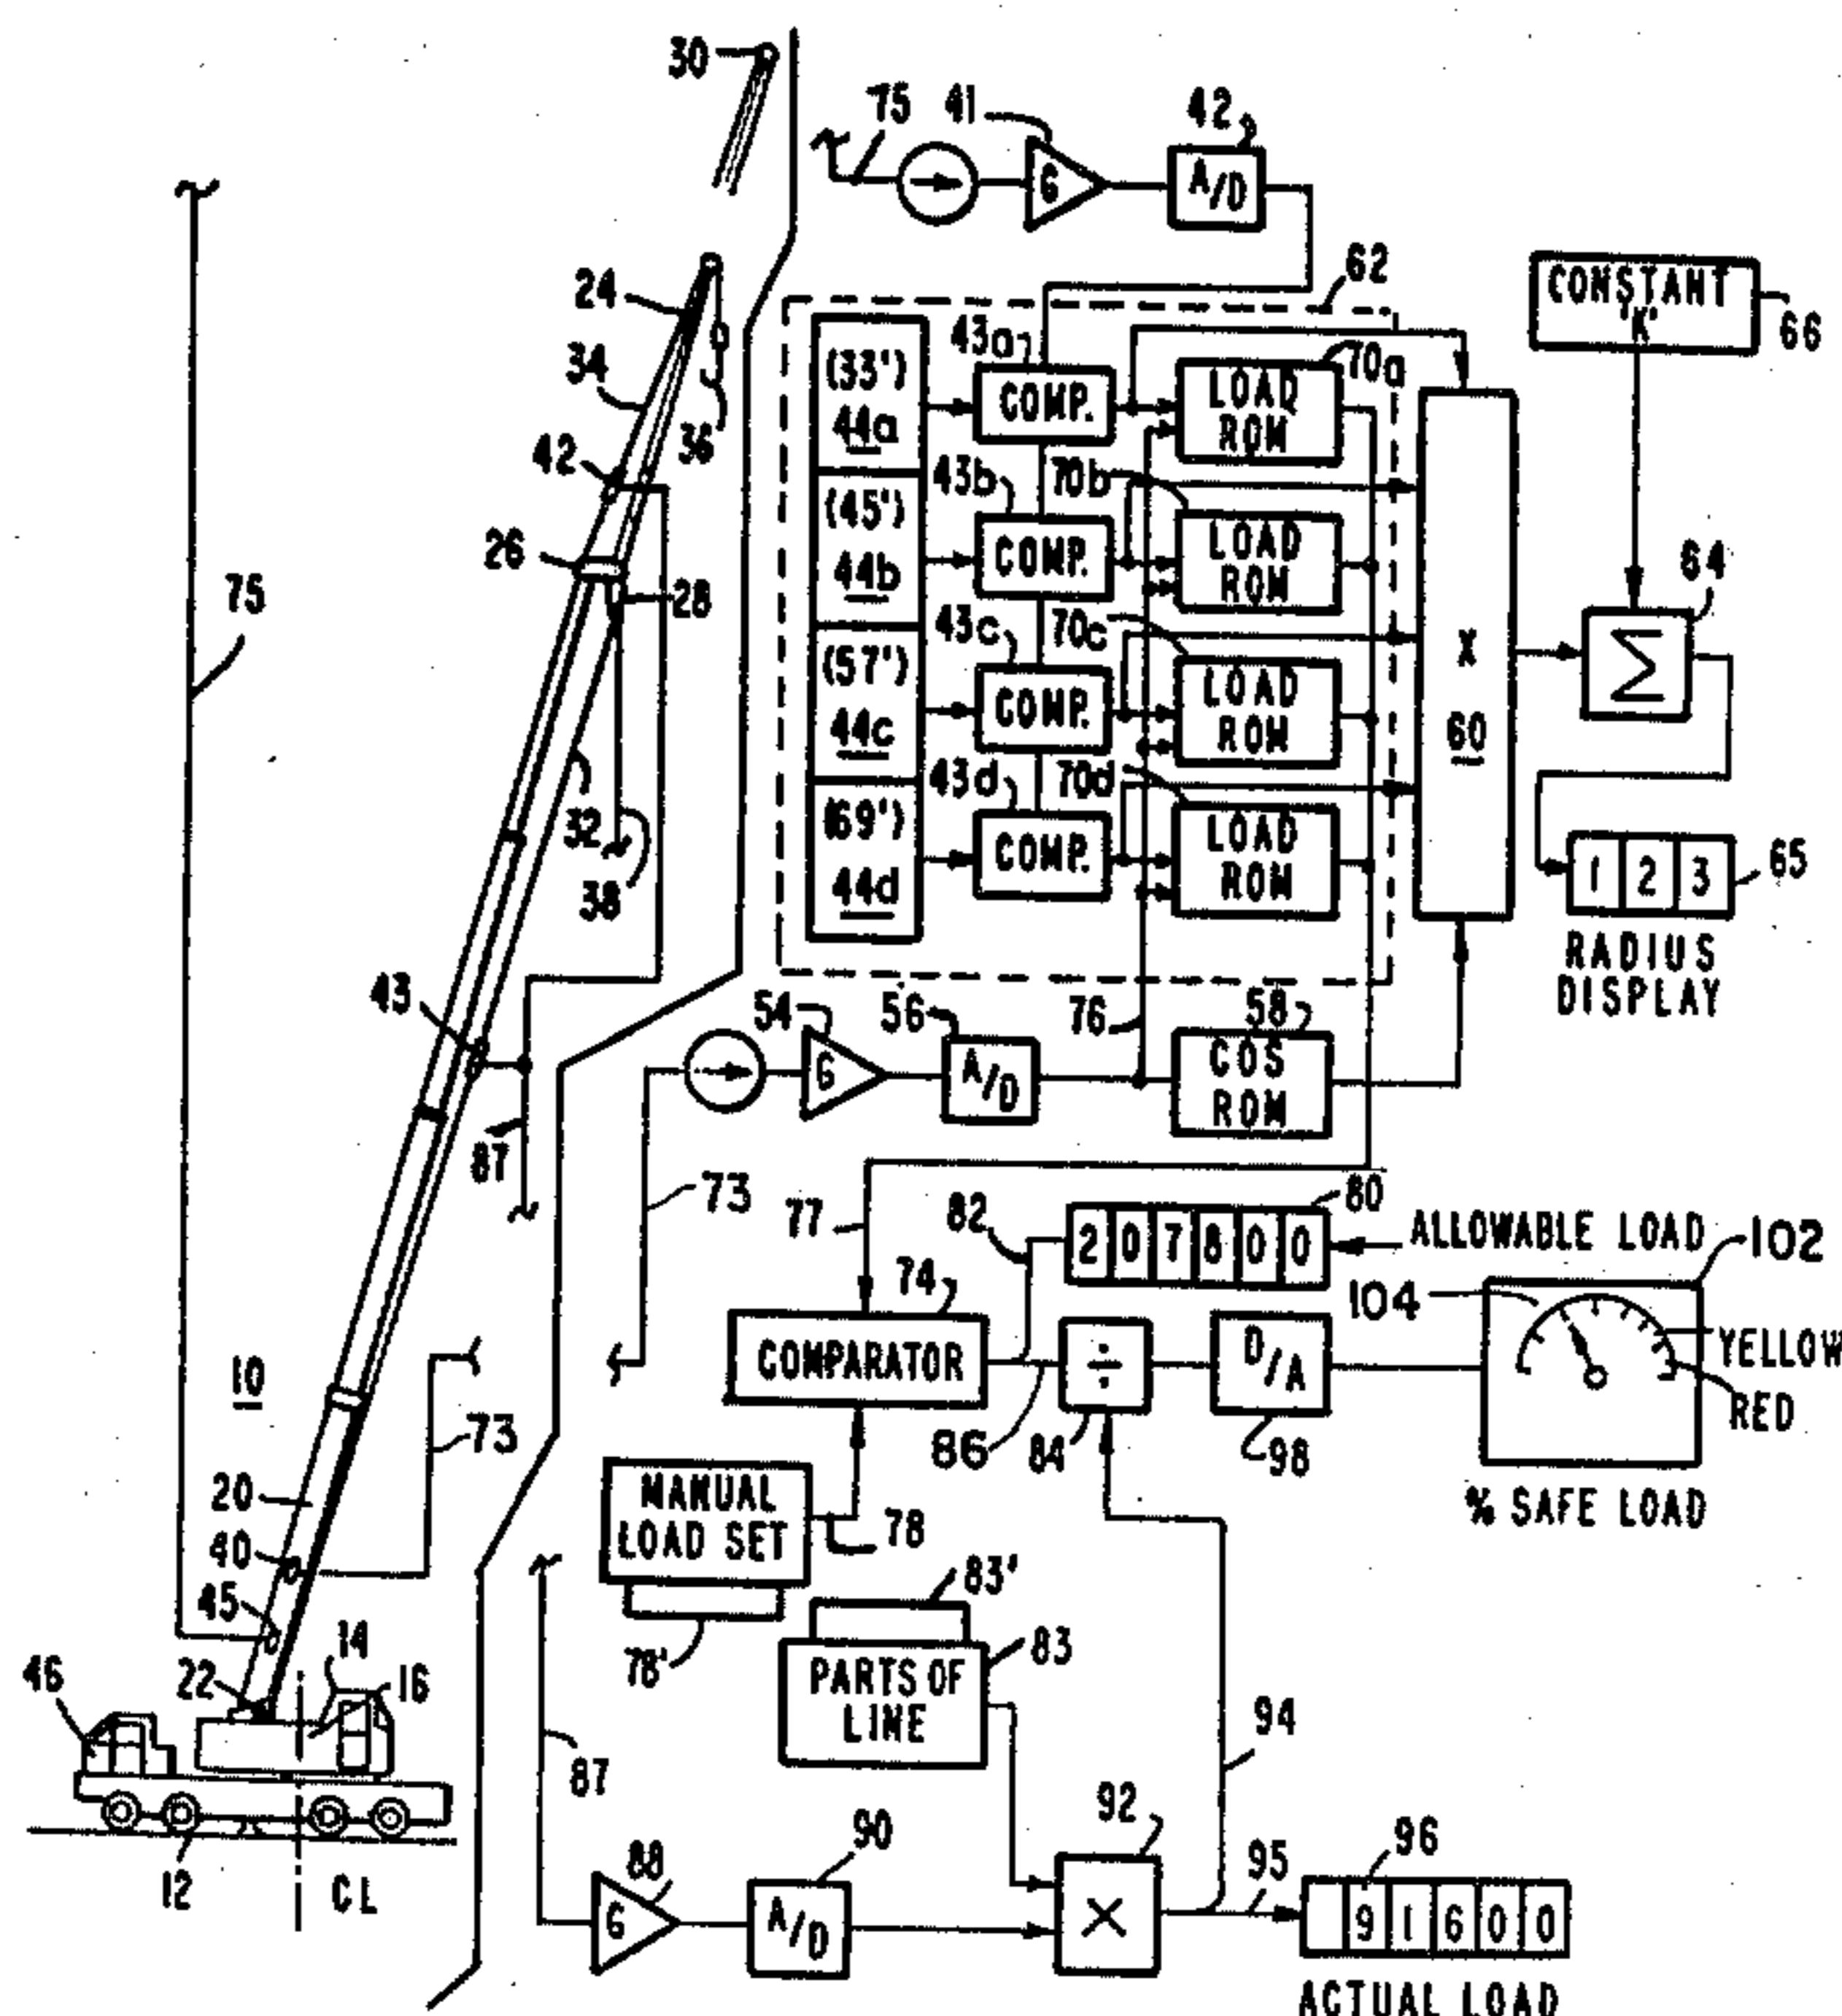 30
75
41
42
G
A/D
62
CONSTANT
'K'
66
24
34
36
42
26
28
75
32
38
43
87
(33')
44a
(45')
44b
(57')
44c
(69')
44d
43a
COMP.
43b
COMP.
43c
COMP.
43d
COMP.
70a
LOAD
ROM
70b
LOAD
ROM
70c
LOAD
ROM
70d
LOAD
ROM
X
60
64
Σ
1 2 3
65
RADIUS
DISPLAY
54
G
56
A/D
76
58
COS
ROM
73
77
82
80
2 0 7 8 0 0
ALLOWABLE LOAD
102
104
YELLOW
RED
74
COMPARATOR
86
÷
84
D/A
98
% SAFE LOAD
10
73
20
40
45
14
16
22
46
12
CL
MANUAL
LOAD SET
78
78'
83'
83
PARTS OF
LINE
87
88
G
90
A/D
92
X
94
95
96
9 1 6 0 0
ACTUAL LOAD